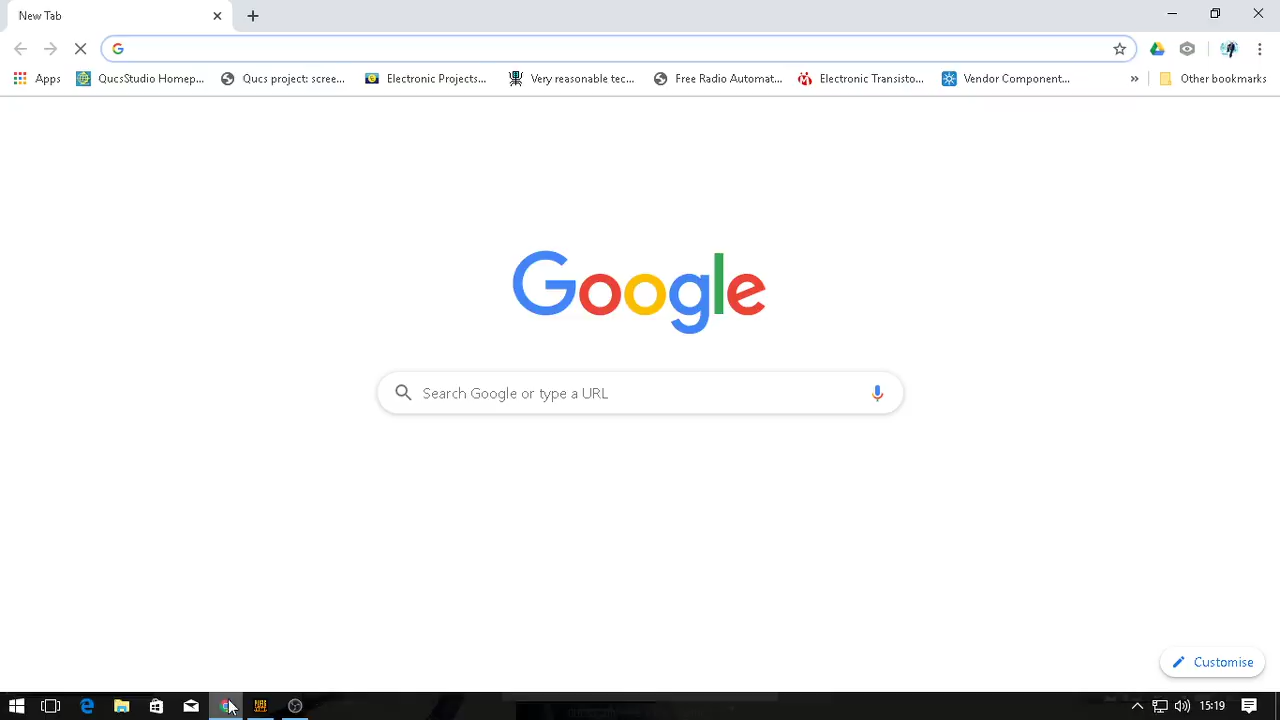 New Tab
Apps QucsStudio Homep... Qucs project: scree... Electronic Projects... Very reasonable tec... Free Radio Automat... Electronic Transisto... Vendor Component... » Other bookmarks
Google
Search Google or type a URL
Customise
15:19